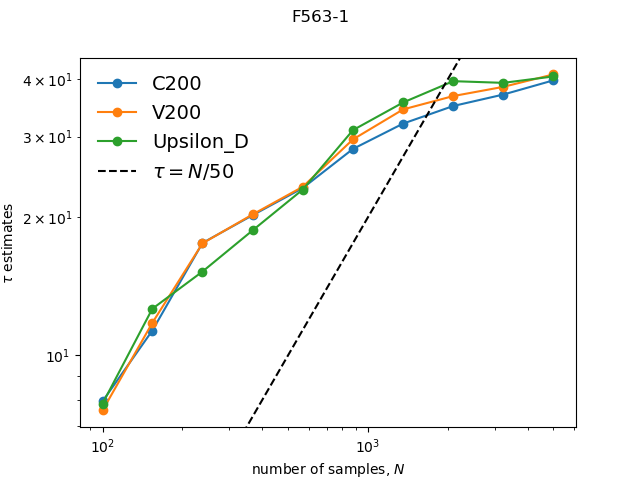 F563-1
C200
V200
Upsilon_D
τ = N/50
4 × 10¹
3 × 10¹
2 × 10¹
10¹
τ estimates
10²
10³
number of samples, N